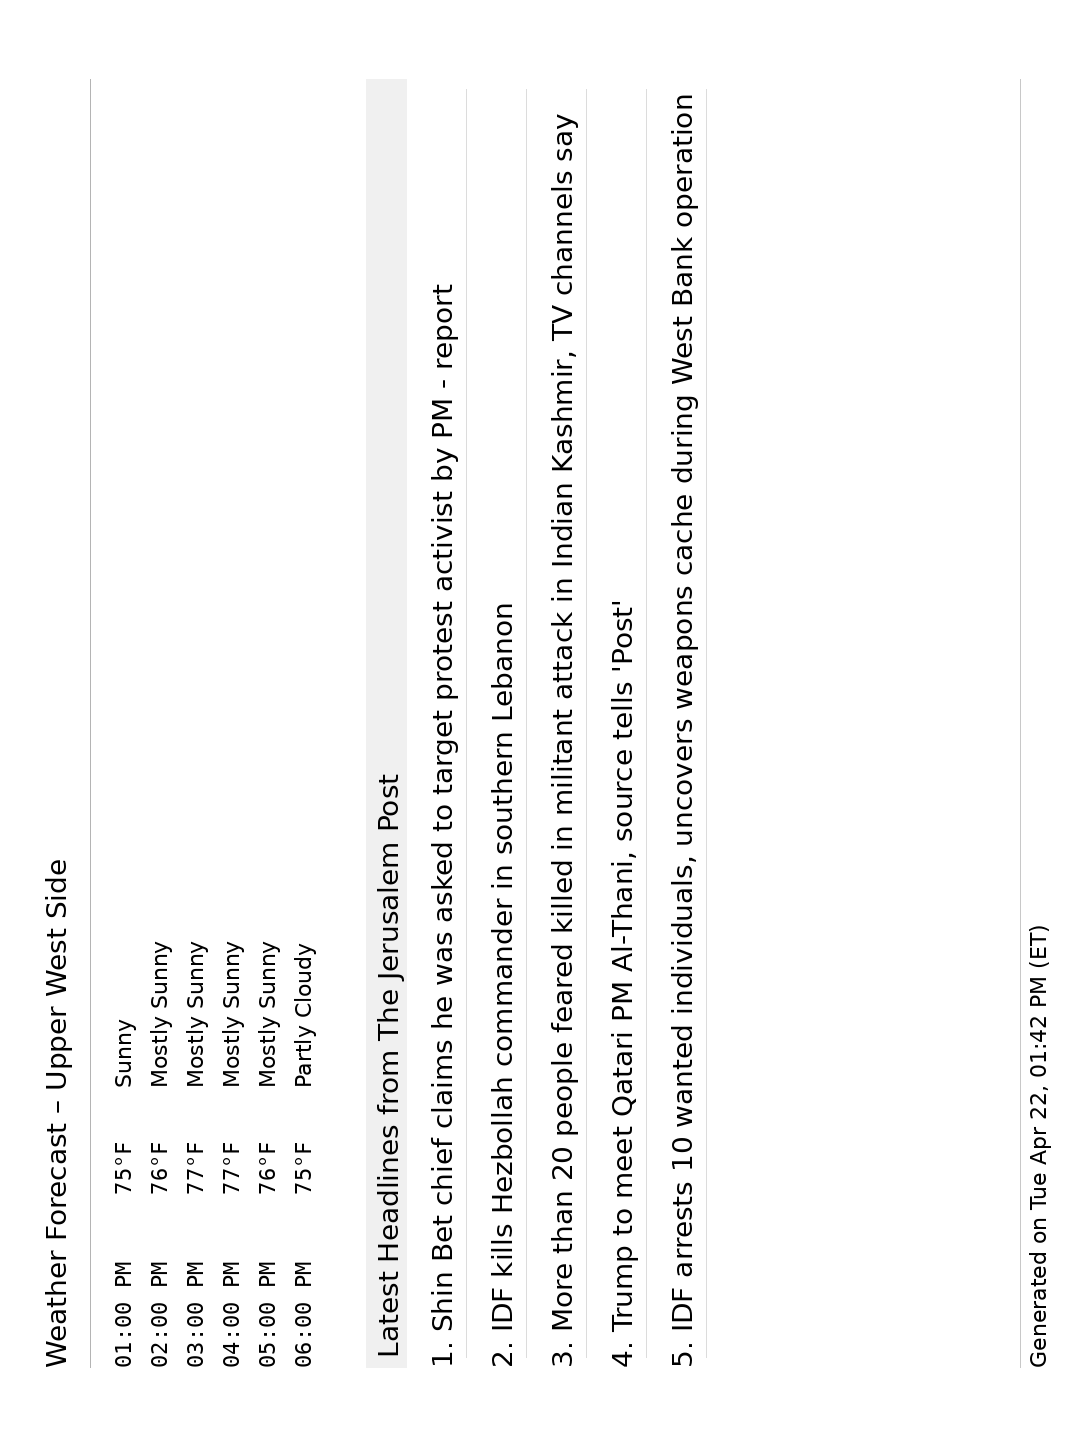 Weather Forecast – Upper West Side
01:00 PM 75°F Sunny
02:00 PM 76°F Mostly Sunny
03:00 PM 77°F Mostly Sunny
04:00 PM 77°F Mostly Sunny
05:00 PM 76°F Mostly Sunny
06:00 PM 75°F Partly Cloudy
Latest Headlines from The Jerusalem Post
1. Shin Bet chief claims he was asked to target protest activist by PM - report
2. IDF kills Hezbollah commander in southern Lebanon
3. More than 20 people feared killed in militant attack in Indian Kashmir, TV channels say
4. Trump to meet Qatari PM Al-Thani, source tells 'Post'
5. IDF arrests 10 wanted individuals, uncovers weapons cache during West Bank operation
Generated on Tue Apr 22, 01:42 PM (ET)